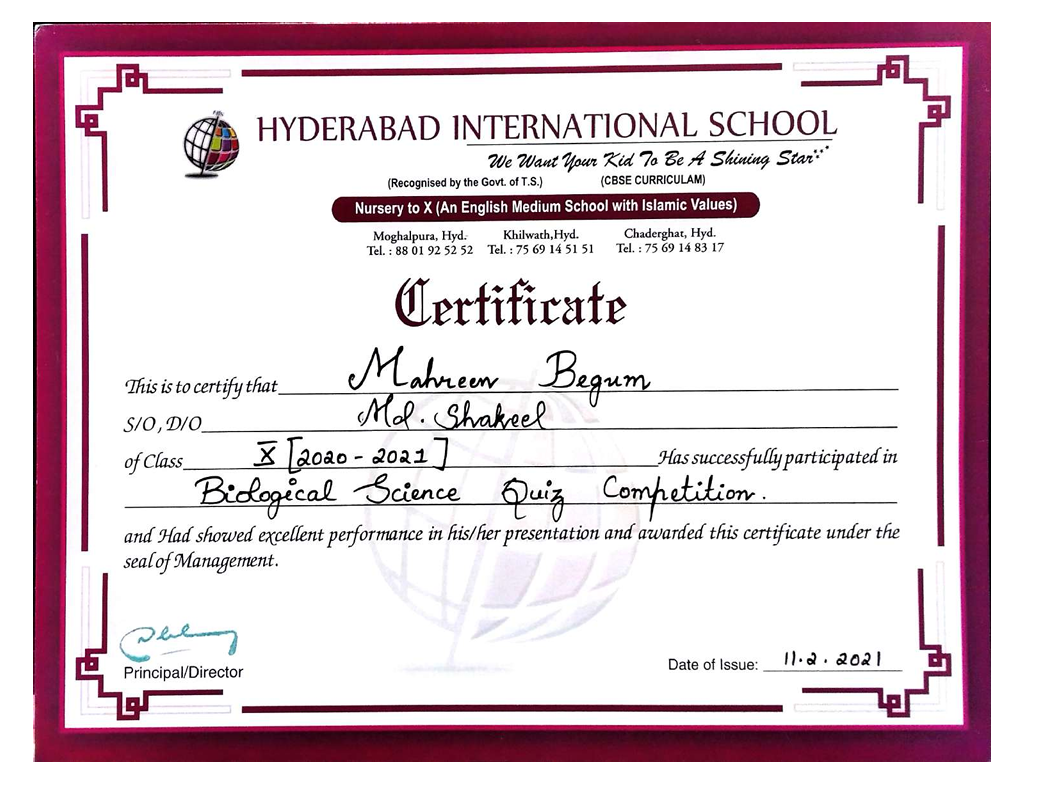 HYDERABAD INTERNATIONAL SCHOOL
We Want Your Kid To Be A Shining Star
(Recognised by the Govt. of T.S.) (CBSE CURRICULAM)
Nursery to X (An English Medium School with Islamic Values)
Moghalpura, Hyd. Khilwath,Hyd. Chaderghat, Hyd.
Tel. : 88 01 92 52 52 Tel. : 75 69 14 51 51 Tel. : 75 69 14 83 17
Certificate
This is to certify that Mahreen Begum
S/O, D/O Md. Shakeel
of Class X [2020 - 2021] Has successfully participated in
Biological Science Quiz Competition.
and Had showed excellent performance in his/her presentation and awarded this certificate under the
seal of Management.
Principal/Director
Date of Issue: 11.2.2021